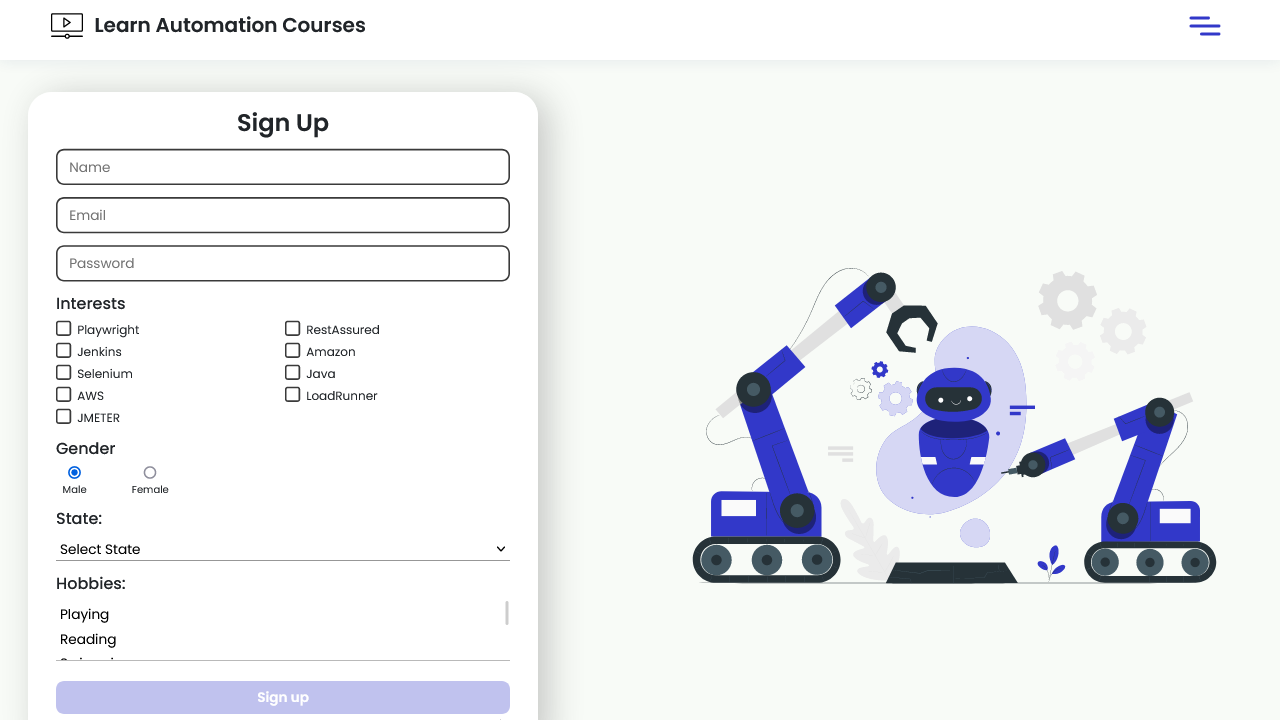 Learn Automation Courses
Sign Up
Name
Email
Password
Interests
Playwright
RestAssured
Jenkins
Amazon
Selenium
Java
AWS
LoadRunner
JMETER
Gender
Male
Female
State:
Select State
Hobbies:
Playing
Reading
Sign up